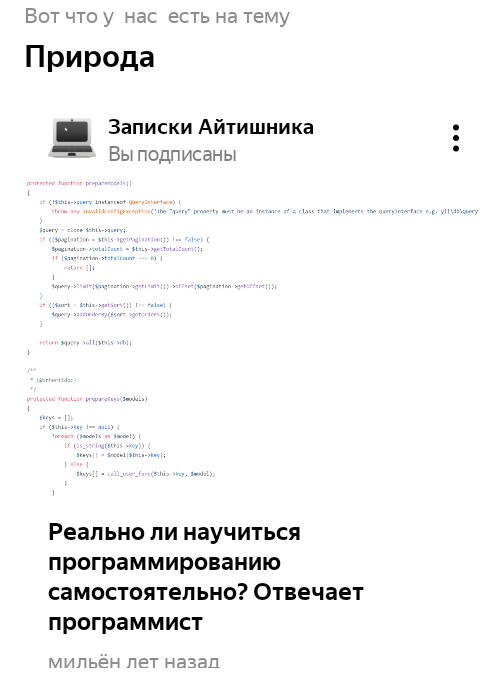 Вот что у нас есть на тему
Природа
Записки Айтишника
Вы подписаны
protected function prepareModels()
{
if (!$this->query instanceof QueryInterface) {
throw new InvalidConfigException('The "query" property must be an instance of a class that implements the QueryInterface e.g. yii\db\Query
}
$query = clone $this->query;
if (($pagination = $this->getPagination()) !== false) {
$pagination->totalCount = $this->getTotalCount();
if ($pagination->totalCount === 0) {
return [];
}
$query->limit($pagination->getLimit())->offset($pagination->getOffset());
}
if (($sort = $this->getSort()) !== false) {
$query->addOrderBy($sort->getOrders());
}
return $query->all($this->db);
}
/**
* {@inheritdoc}
*/
protected function prepareKeys($models)
{
$keys = [];
if ($this->key !== null) {
foreach ($models as $model) {
if (is_string($this->key)) {
$keys[] = $model[$this->key];
} else {
$keys[] = call_user_func($this->key, $model);
}
}
Реально ли научиться
программированию
самостоятельно? Отвечает
программист
мильён лет назад